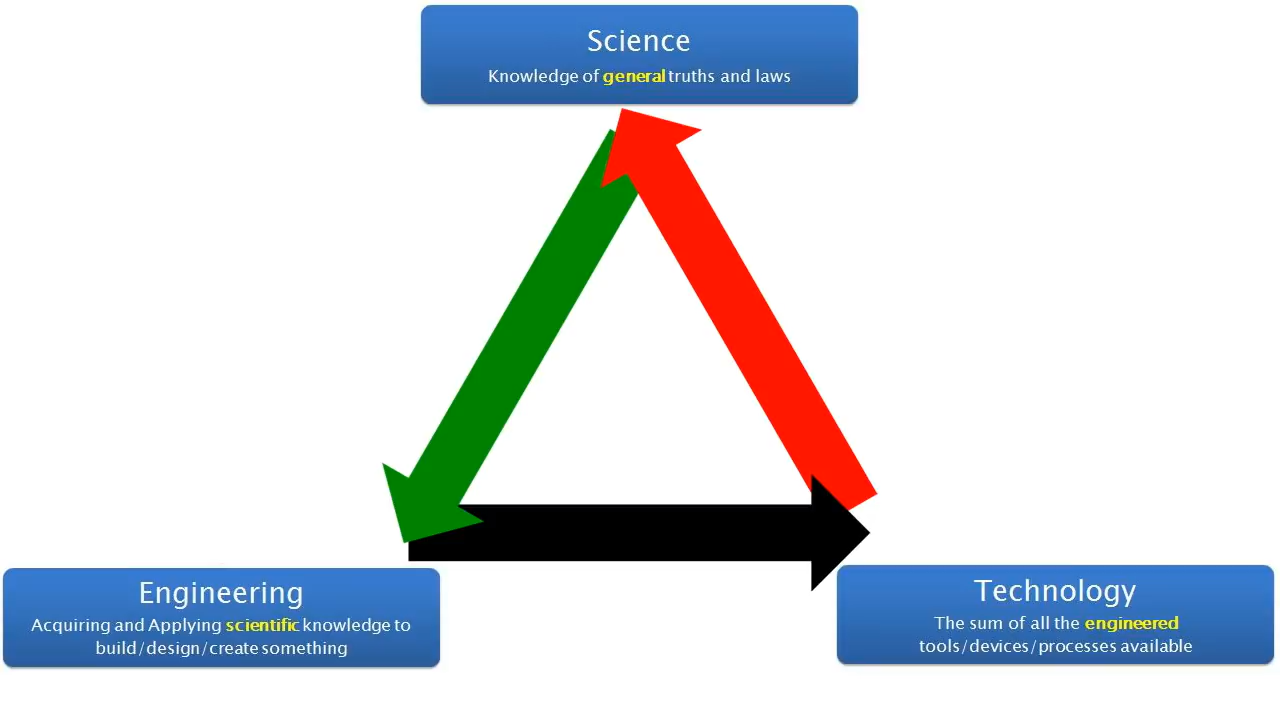 Science
Knowledge of general truths and laws
Engineering
Acquiring and Applying scientific knowledge to
build/design/create something
Technology
The sum of all the engineered
tools/devices/processes available